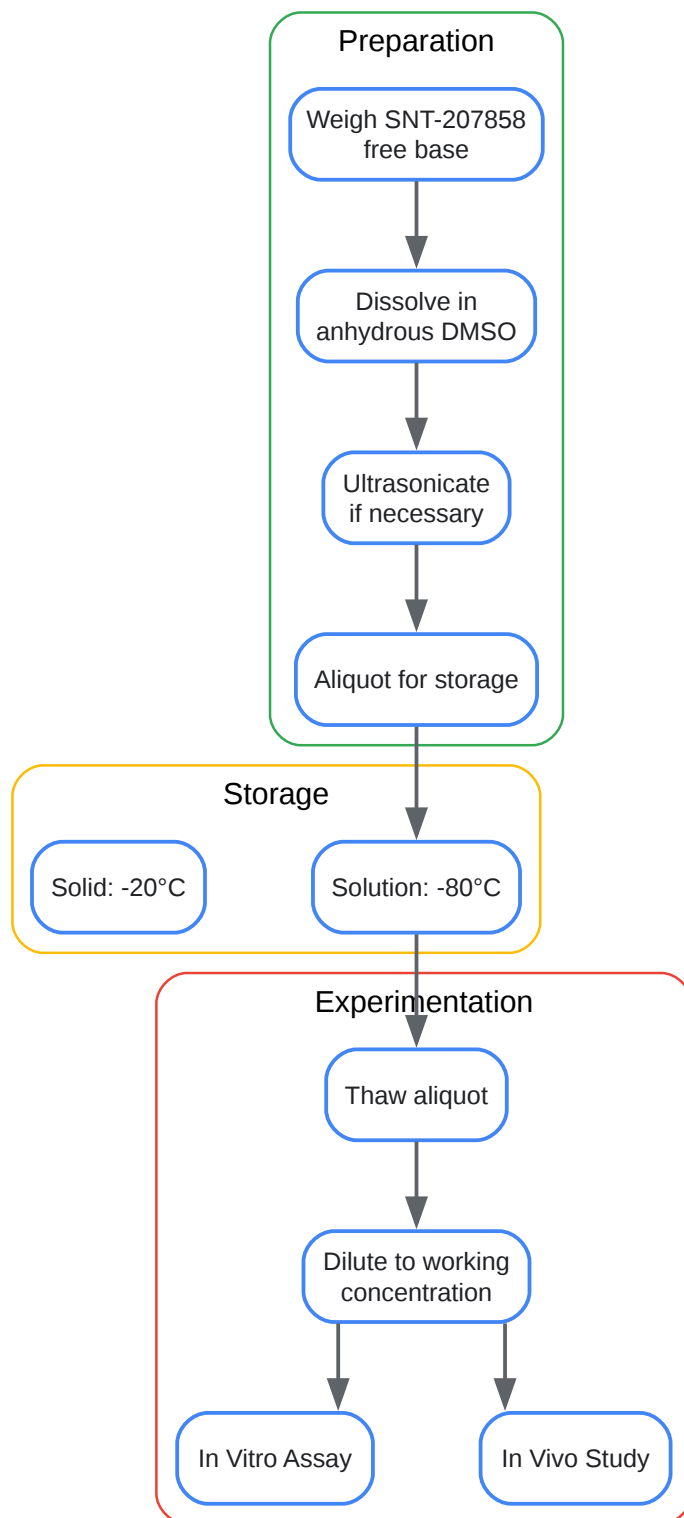 Preparation
Weigh SNT-207858
free base
Dissolve in
anhydrous DMSO
Ultrasonicate
if necessary
Aliquot for storage
Storage
Solid: -20°C
Solution: -80°C
Experimentation
Thaw aliquot
Dilute to working
concentration
In Vitro Assay
In Vivo Study